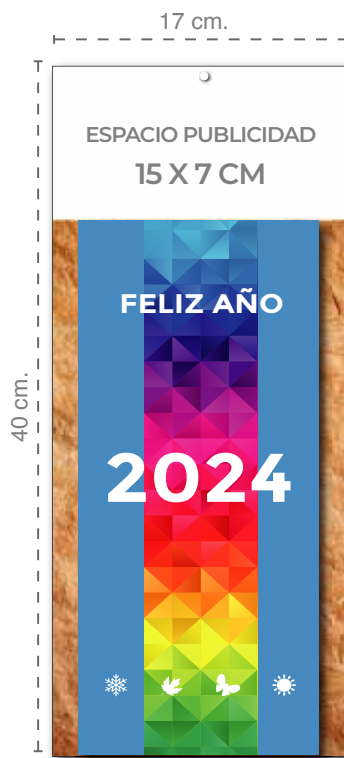 17 cm.
ESPACIO PUBLICIDAD
15 X 7 CM
40 cm.
FELIZ AÑO
2024